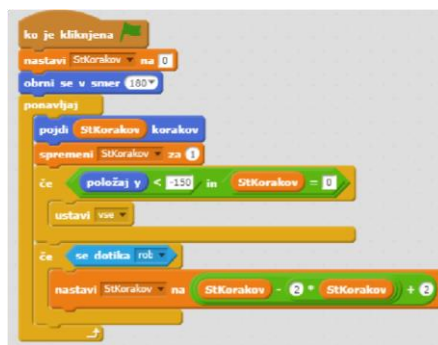 ko je kliknjena
nastavi StKorakov na 0
obrni se v smer 180
ponavljaj
pojdi StKorakov korakov
spremeni StKorakov za 1
če položaj y < -150 in StKorakov = 0
ustavi vse
če se dotika rob
nastavi StKorakov na StKorakov - 2 * StKorakov + 2